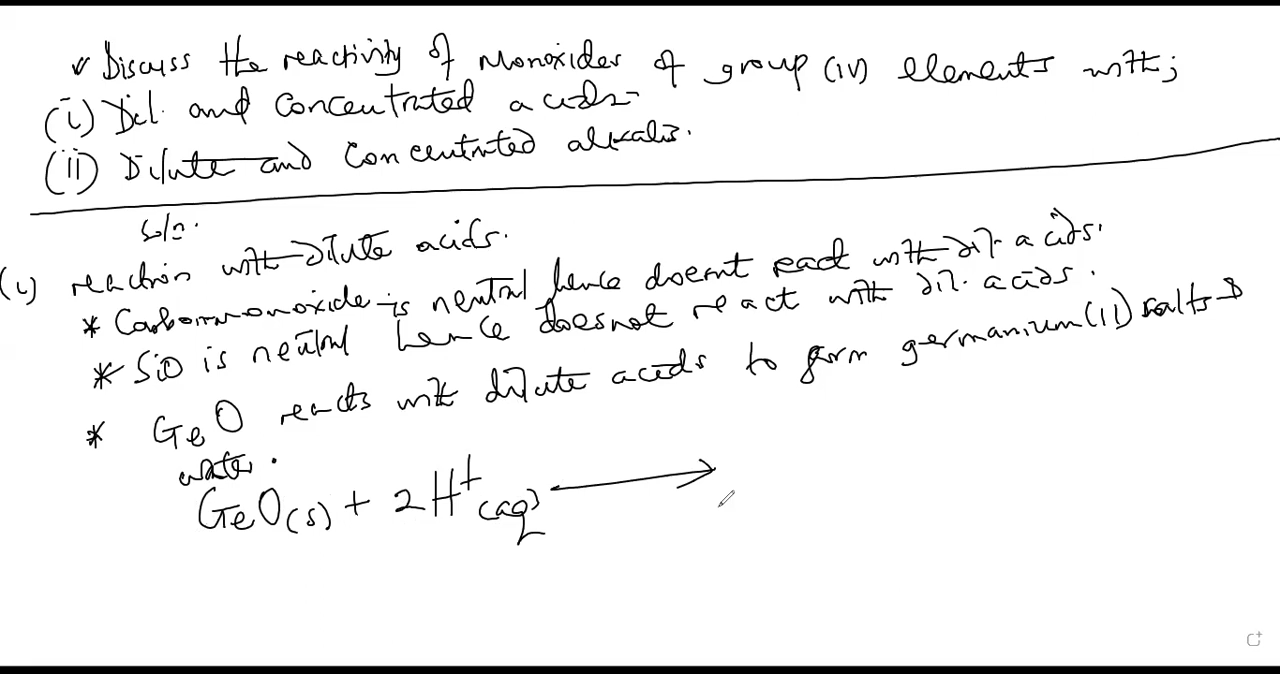 ✓ Discuss the reactivity of Monoxides of group (iv) elements with;
(i) Dil. and Concentrated acids.
(ii) Dilute and Concentrated alkalis.
Soln.
(i) reaction with dilute acids.
* Carbonmonoxide is neutral hence doesnt react with dil. acids.
* SiO is neutral hence does not react with dil. acids.
* GeO reacts with dilute acids to form germanium(II) salts &
water.
GeO(s) + 2H+(aq) ⟶